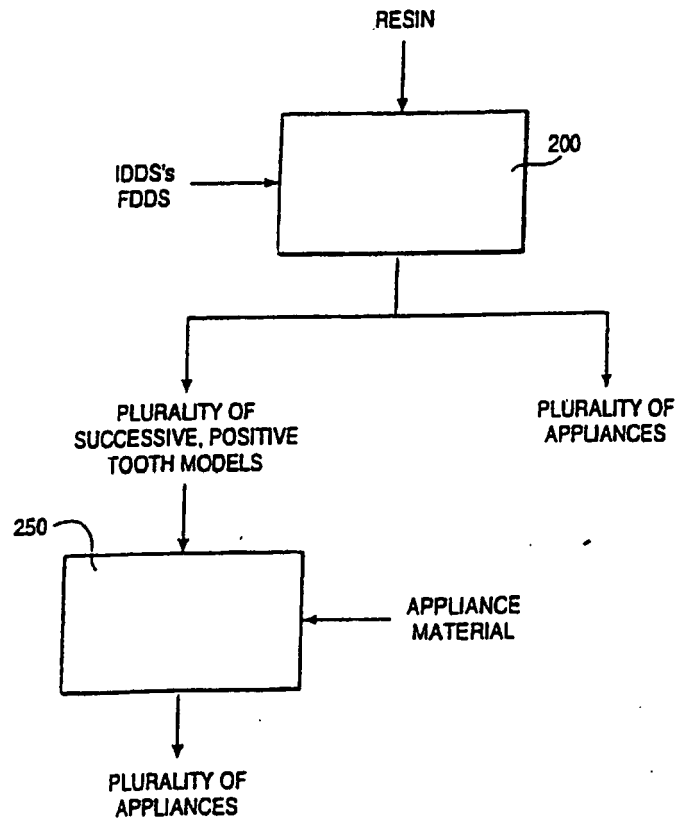 RESIN
200
IDDS's
FDDS
PLURALITY OF
SUCCESSIVE, POSITIVE
TOOTH MODELS
PLURALITY OF
APPLIANCES
250
APPLIANCE
MATERIAL
PLURALITY OF
APPLIANCES